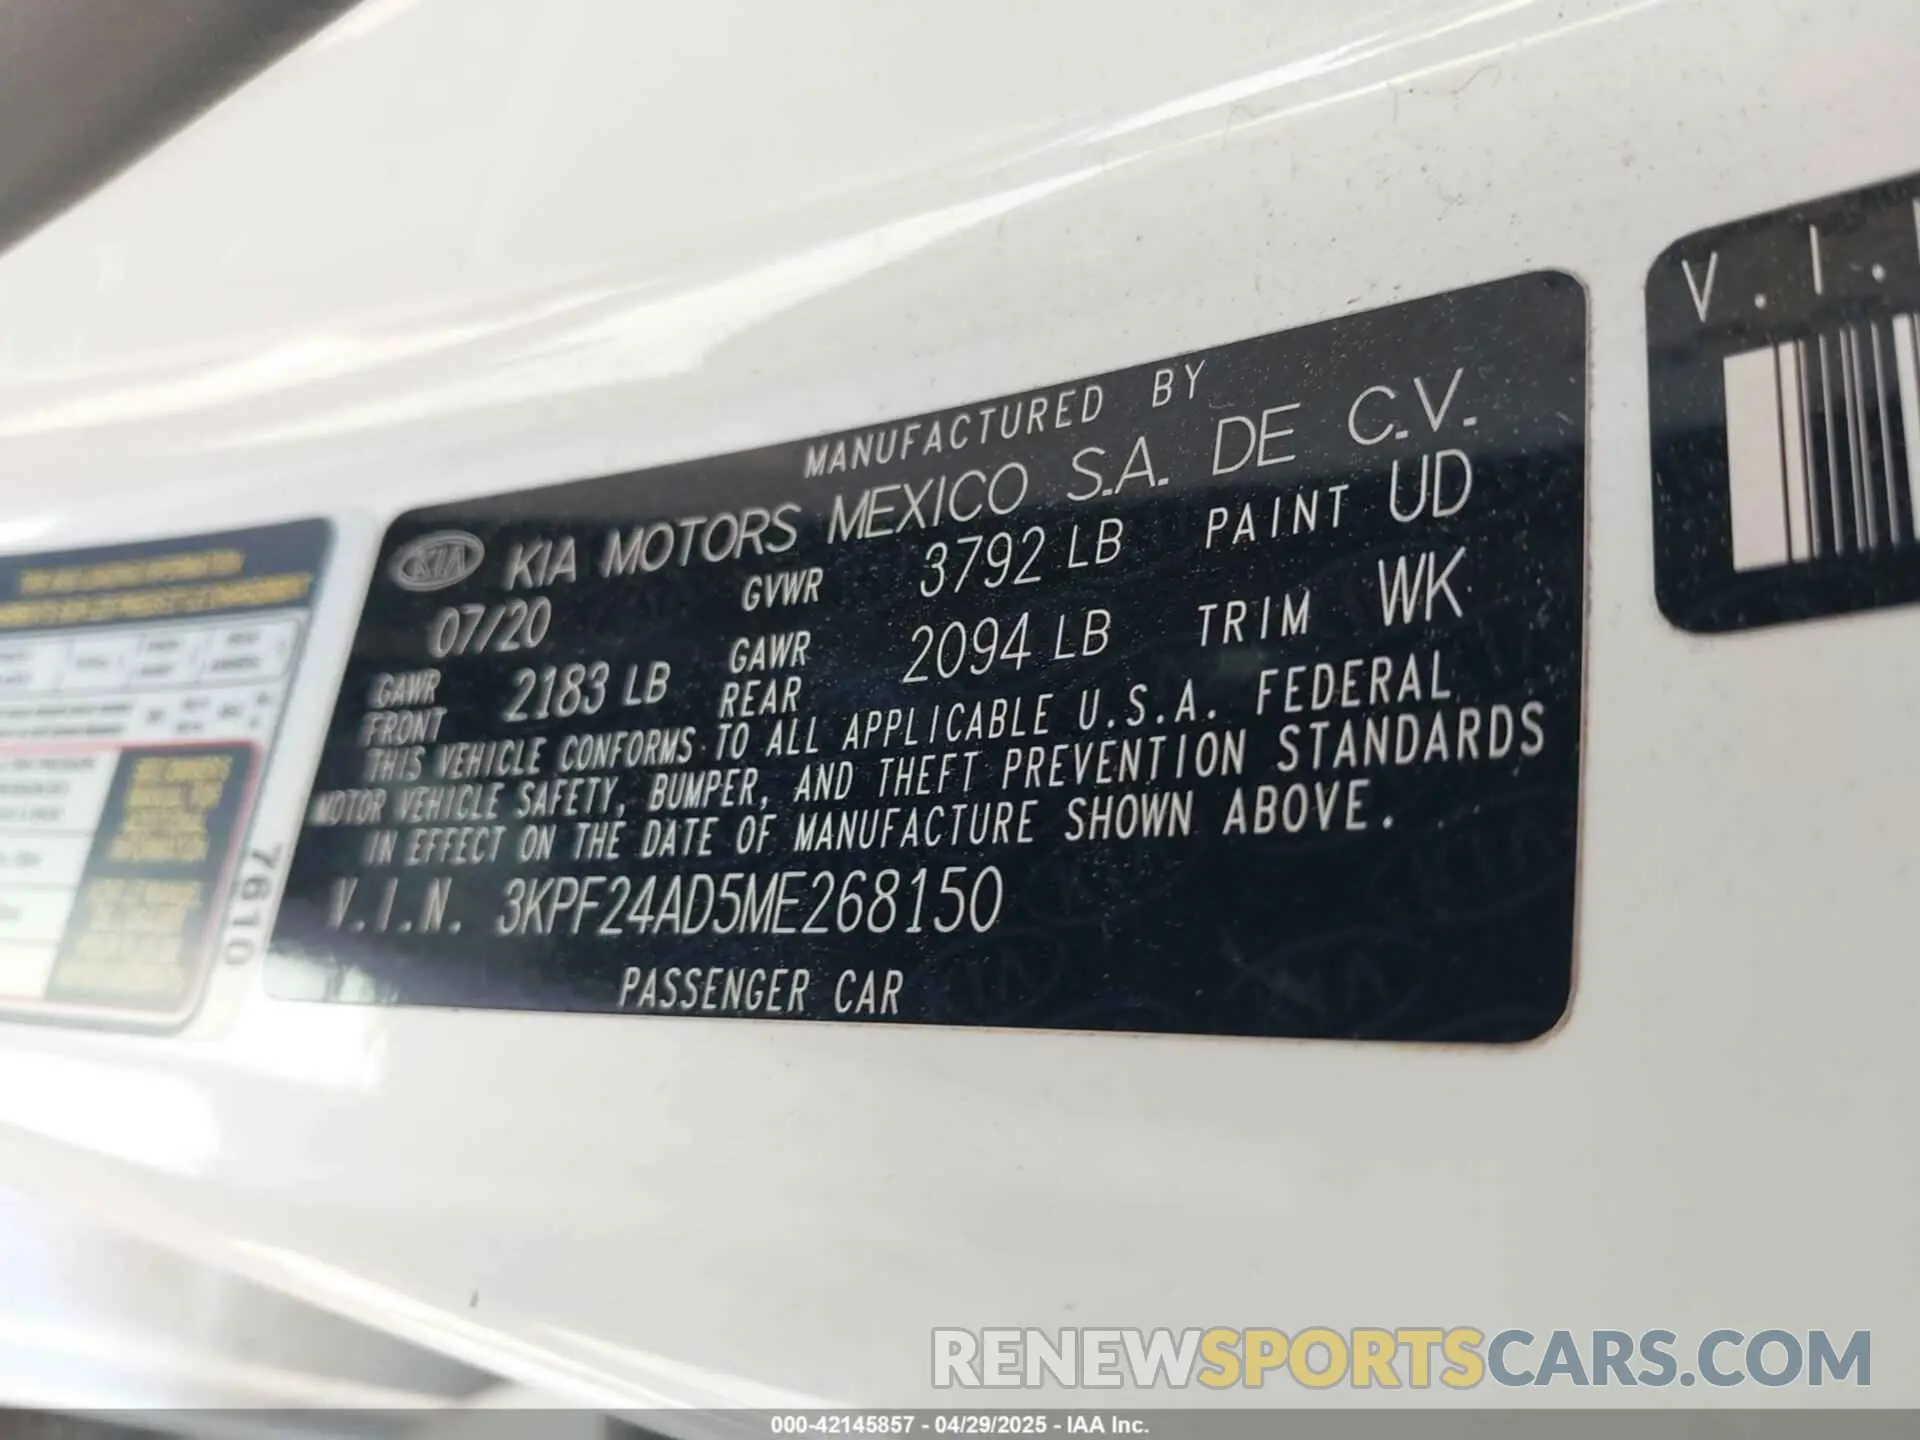 MANUFACTURED BY
KIA KIA MOTORS MEXICO S.A. DE C.V.
07/20 GVWR 3792 LB PAINT UD
GAWR FRONT 2183 LB GAWR REAR 2094 LB TRIM WK
THIS VEHICLE CONFORMS TO ALL APPLICABLE U.S.A. FEDERAL
MOTOR VEHICLE SAFETY, BUMPER, AND THEFT PREVENTION STANDARDS
IN EFFECT ON THE DATE OF MANUFACTURE SHOWN ABOVE.
V.I.N. 3KPF24AD5ME268150
PASSENGER CAR
V.I.
7610
RENEWSPORTSCARS.COM
000-42145857 - 04/29/2025 - IAA Inc.